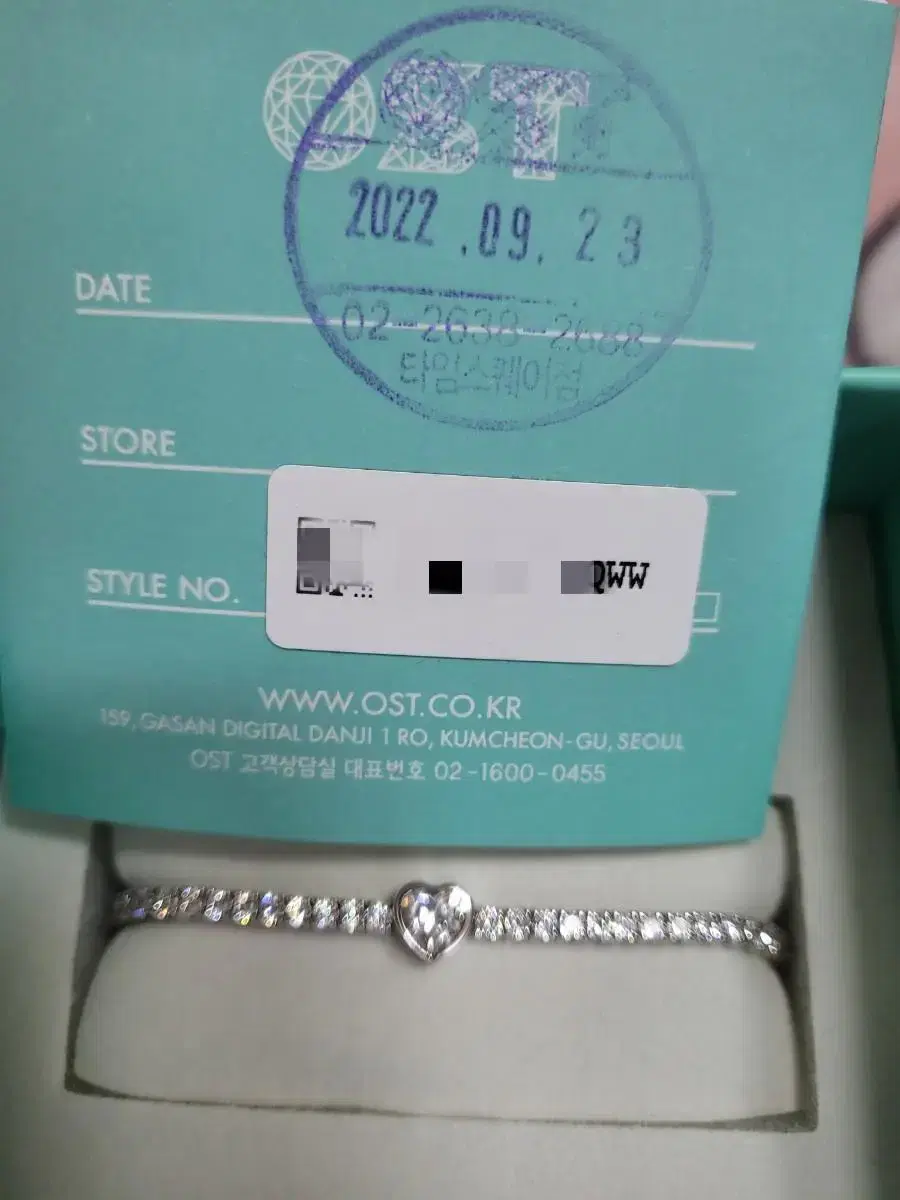 OST
2022.09.23
DATE
02-2638-2688
타임스퀘어점
STORE
QWW
STYLE NO.
WWW.OST.CO.KR
159, GASAN DIGITAL DANJI 1 RO, KUMCHEON-GU, SEOUL
OST 고객상담실 대표번호 02-1600-0455